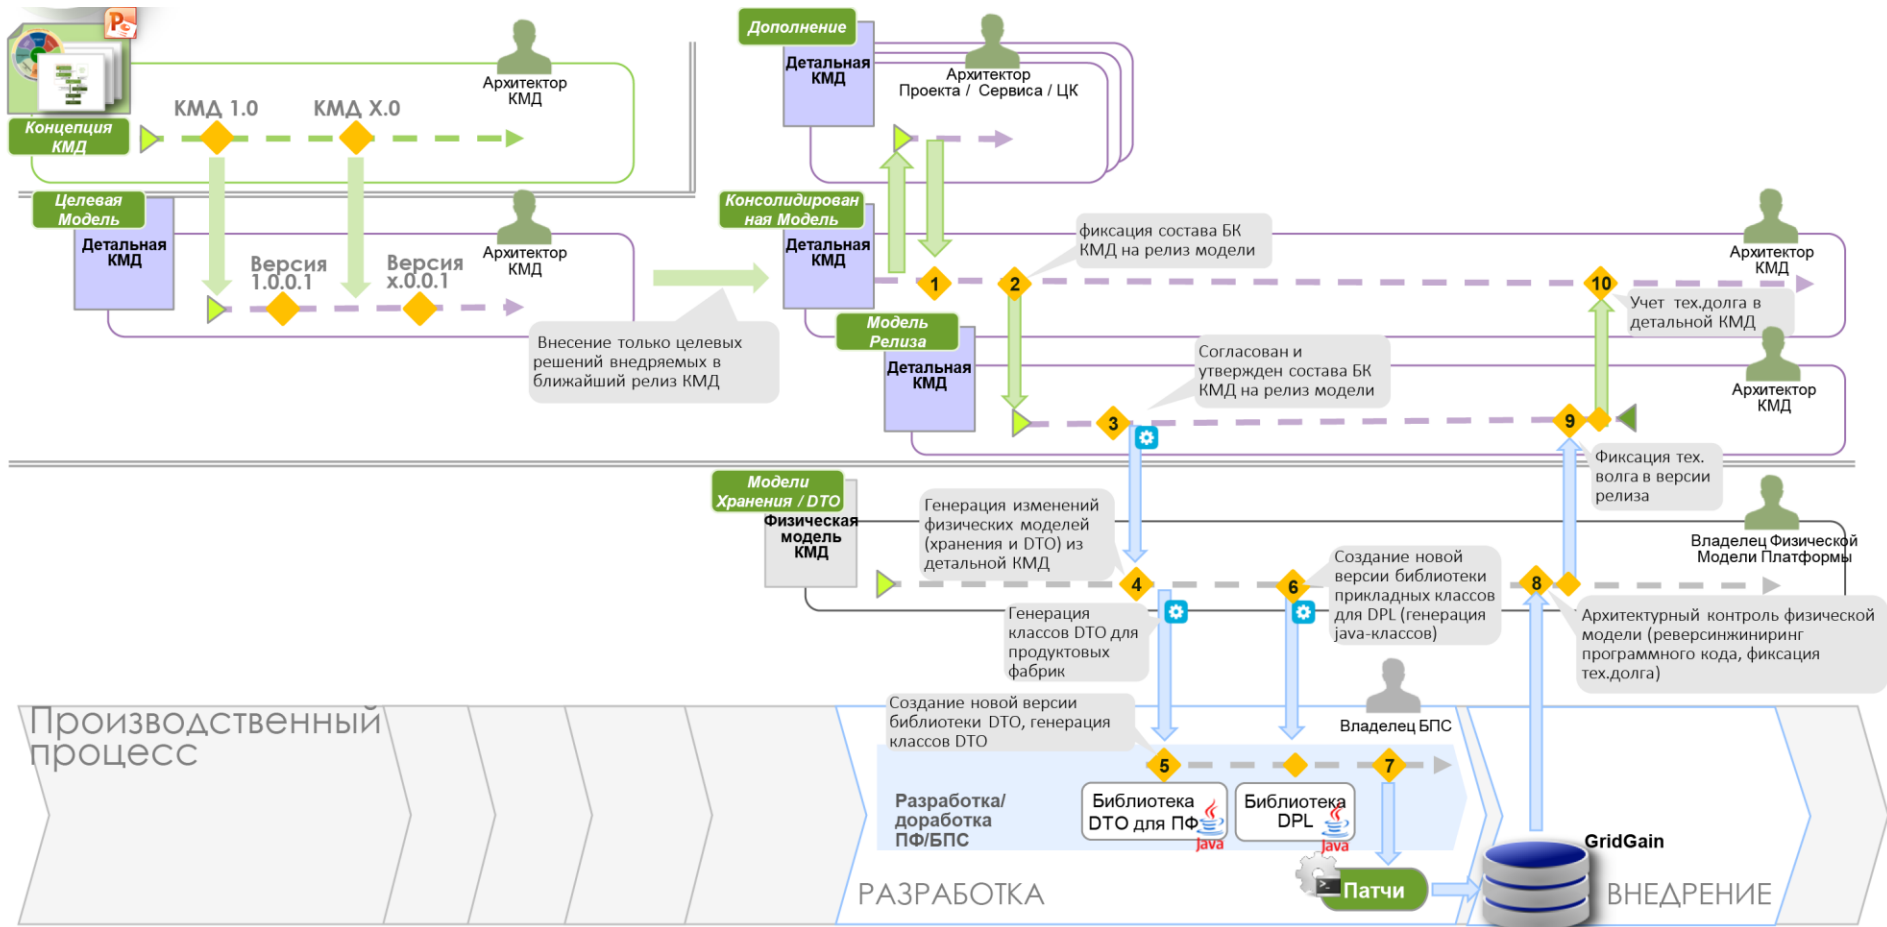 P
Концепция
КМД
КМД 1.0
КМД X.0
Архитектор
КМД
Дополнение
Детальная
КМД
Архитектор
Проекта / Сервиса / ЦК
Целевая
Модель
Детальная
КМД
Версия
1.0.0.1
Версия
x.0.0.1
Архитектор
КМД
Внесение только целевых
решений внедряемых в
ближайший релиз КМД
Консолидирован
ная Модель
Детальная
КМД
1
2
фиксация состава БК
КМД на релиз модели
10
Архитектор
КМД
Учет тех.долга в
детальной КМД
Модель
Релиза
Детальная
КМД
3
Согласован и
утвержден состава БК
КМД на релиз модели
9
Архитектор
КМД
Фиксация тех.
волга в версии
релиза
Модели
Хранения / DTO
Физическая
модель
КМД
Генерация изменений
физических моделей
(хранения и DTO) из
детальной КМД
4
6
Создание новой
версии библиотеки
прикладных классов
для DPL (генерация
java-классов)
8
Владелец Физической
Модели Платформы
Архитектурный контроль физической
модели (реверсинжиниринг
программного кода, фиксация
тех.долга)
Генерация
классов DTO для
продуктовых
фабрик
Производственный
процесс
Создание новой версии
библиотеки DTO, генерация
классов DTO
Владелец БПС
5
7
Разработка/
доработка
ПФ/БПС
Библиотека
DTO для ПФ
Java
Библиотека
DPL
Java
GridGain
Патчи
РАЗРАБОТКА
ВНЕДРЕНИЕ